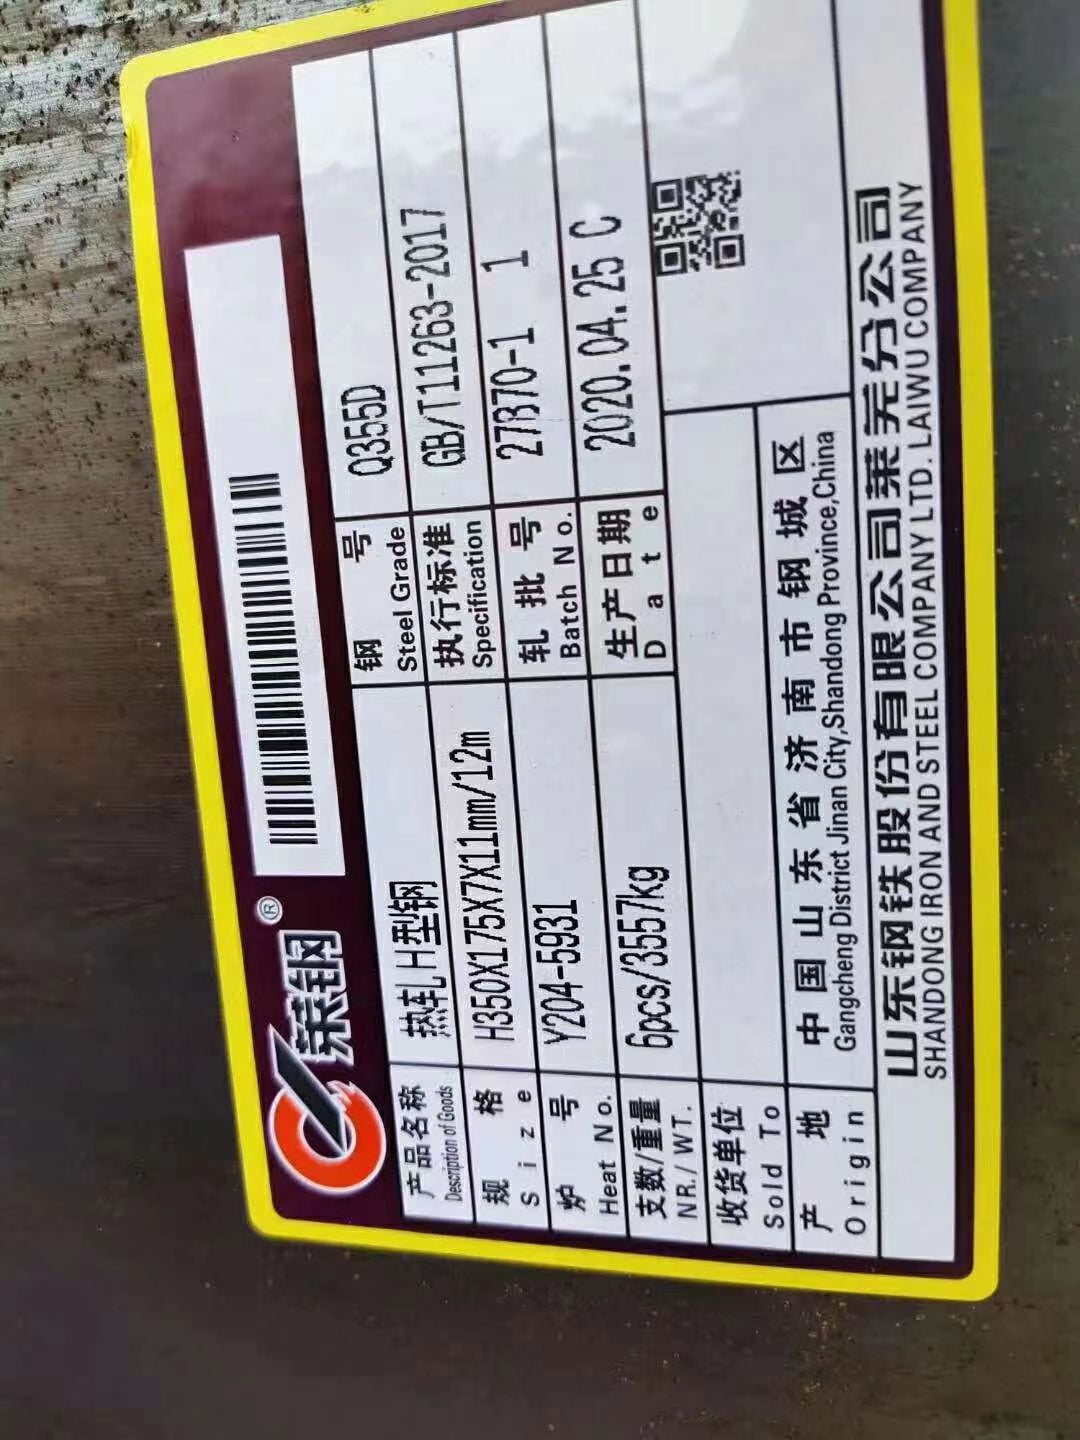 莱钢®
产品名称 热轧H型钢 钢号 Q355D
Description of Goods Steel Grade
规格 H350X175X7X11mm/12m 执行标准 GB/T11263-2017
Size Specification
炉号 Y204-5931 轧批号 27B70-1 1
Heat No. Batch No.
支数/重量 6pcs/3557kg 生产日期 2020.04.25 C
NR./WT. Date
收货单位
Sold To
产地 中国山东省济南市钢城区
Origin Gangcheng District Jinan City,Shandong Province,China
山东钢铁股份有限公司莱芜分公司
SHANDONG IRON AND STEEL COMPANY LTD. LAIWU COMPANY